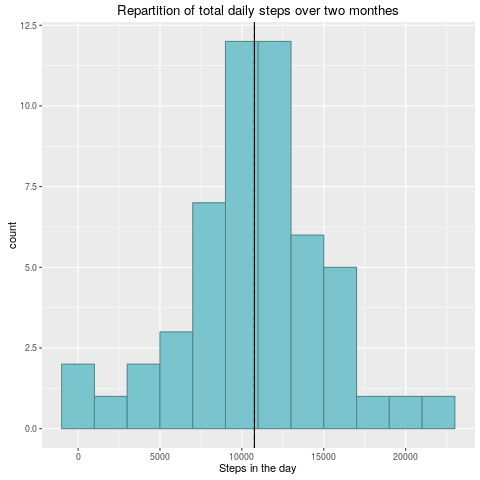 Repartition of total daily steps over two monthes
12.5
10.0
7.5
5.0
2.5
0.0
count
0 5000 10000 15000 20000
Steps in the day